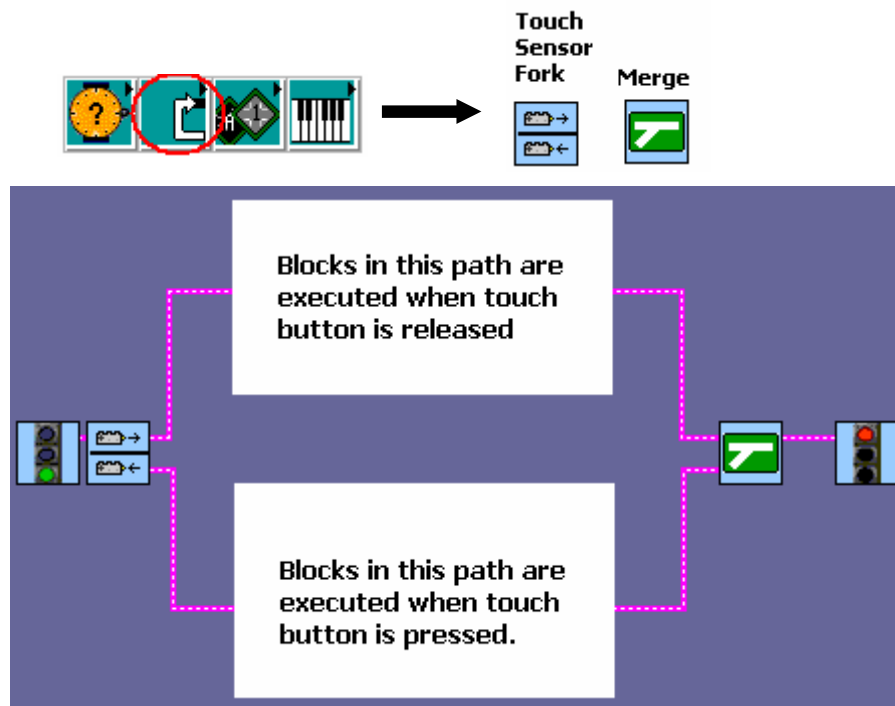 Touch
Sensor
Fork
Merge
?
P
A
1
Blocks in this path are
executed when touch
button is released
Blocks in this path are
executed when touch
button is pressed.